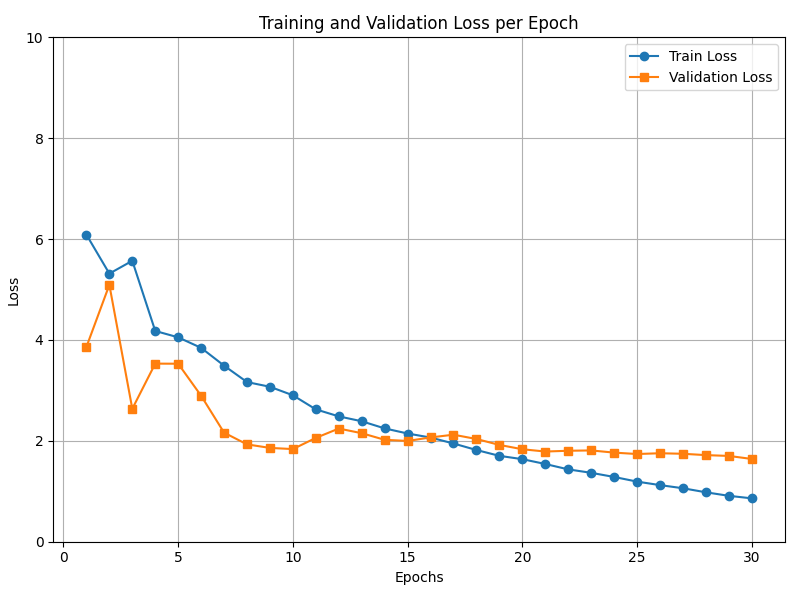 Training and Validation Loss per Epoch
Train Loss
Validation Loss
Loss
10
8
6
4
2
0
0 5 10 15 20 25 30
Epochs